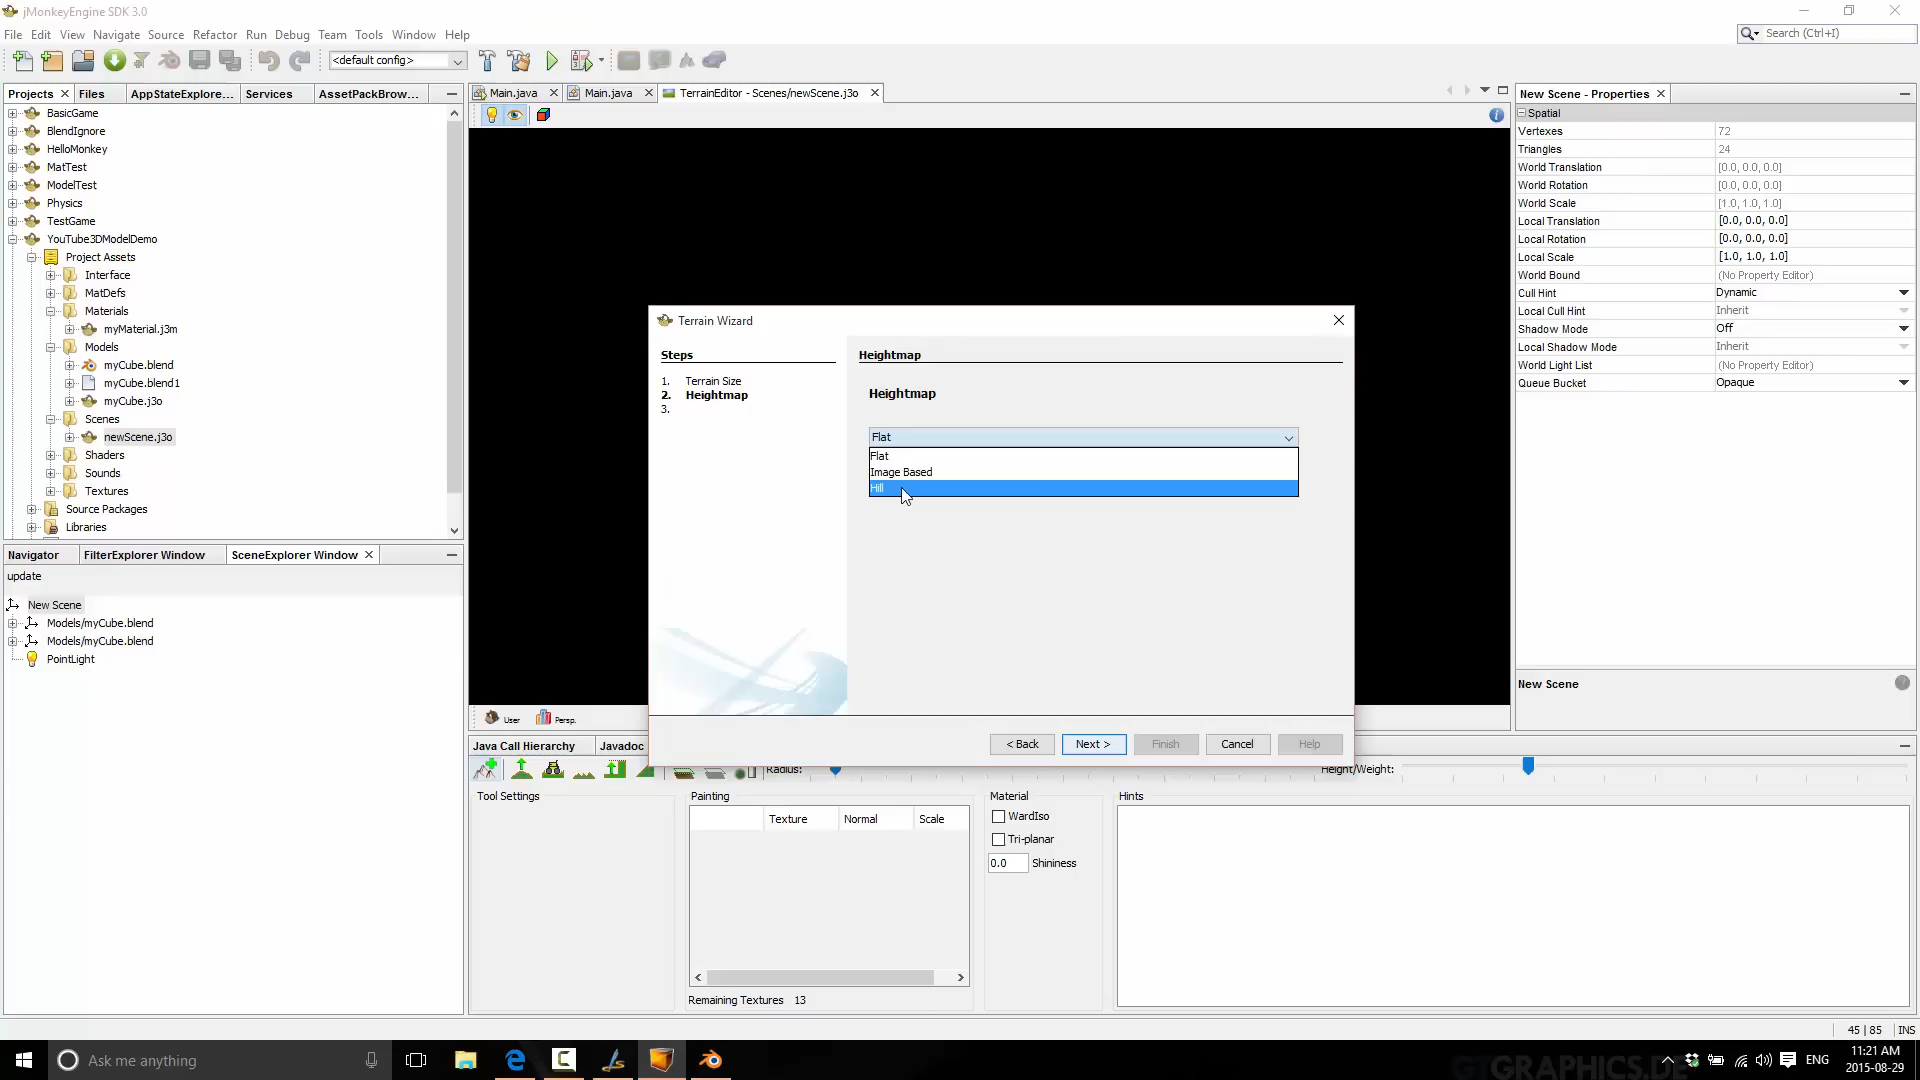 jMonkeyEngine SDK 3.0
File Edit View Navigate Source Refactor Run Debug Team Tools Window Help
Search (Ctrl+I)
<default config>
Projects Files AppStateExplore... Services AssetPackBrow...
Main.java Main.java TerrainEditor - Scenes/newScene.j3o
New Scene - Properties
BasicGame
BlendIgnore
HelloMonkey
MatTest
ModelTest
Physics
TestGame
YouTube3DModelDemo
Project Assets
Interface
MatDefs
Materials
myMaterial.j3m
Models
myCube.blend
myCube.blend1
myCube.j3o
Scenes
newScene.j3o
Shaders
Sounds
Textures
Source Packages
Libraries
Navigator FilterExplorer Window SceneExplorer Window
update
New Scene
Models/myCube.blend
Models/myCube.blend
PointLight
Terrain Wizard
Steps
1. Terrain Size
2. Heightmap
3.
Heightmap
Heightmap
Flat
Flat
Image Based
Hill
< Back Next > Finish Cancel Help
User Persp.
Spatial
Vertexes 72
Triangles 24
World Translation [0.0, 0.0, 0.0]
World Rotation [0.0, 0.0, 0.0]
World Scale [1.0, 1.0, 1.0]
Local Translation [0.0, 0.0, 0.0]
Local Rotation [0.0, 0.0, 0.0]
Local Scale [1.0, 1.0, 1.0]
World Bound (No Property Editor)
Cull Hint Dynamic
Local Cull Hint Inherit
Shadow Mode Off
Local Shadow Mode Inherit
World Light List (No Property Editor)
Queue Bucket Opaque
New Scene
Java Call Hierarchy Javadoc
Radius: Height/Weight:
Tool Settings
Painting
Texture Normal Scale
Remaining Textures 13
Material
WardIso
Tri-planar
0.0 Shininess
Hints
45 | 85 INS
Ask me anything
GTGRAPHICS.DE
ENG
11:21 AM
2015-08-29